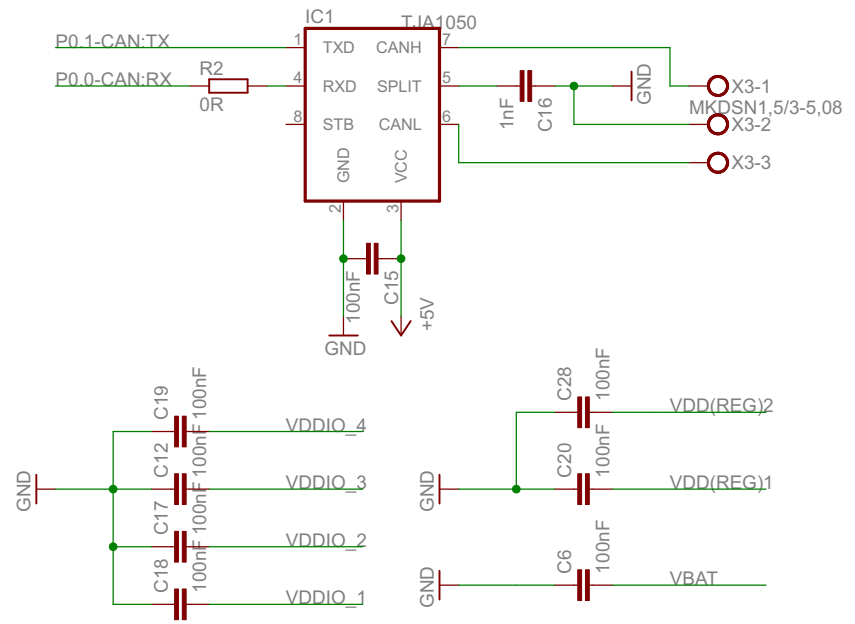 IC1
TJA1050
P0.1-CAN:TX
1
TXD
CANH
7
P0.0-CAN:RX
R2
0R
4
RXD
SPLIT
5
1nF
C16
GND
X3-1
MKDSN1,5/3-5,08
8
STB
CANL
6
X3-2
X3-3
GND
VCC
2
3
100nF
C15
+5V
GND
C19
100nF
VDDIO_4
GND
C12
100nF
VDDIO_3
C17
100nF
VDDIO_2
C18
100nF
VDDIO_1
C28
100nF
VDD(REG)2
GND
C20
100nF
VDD(REG)1
GND
C6
100nF
VBAT